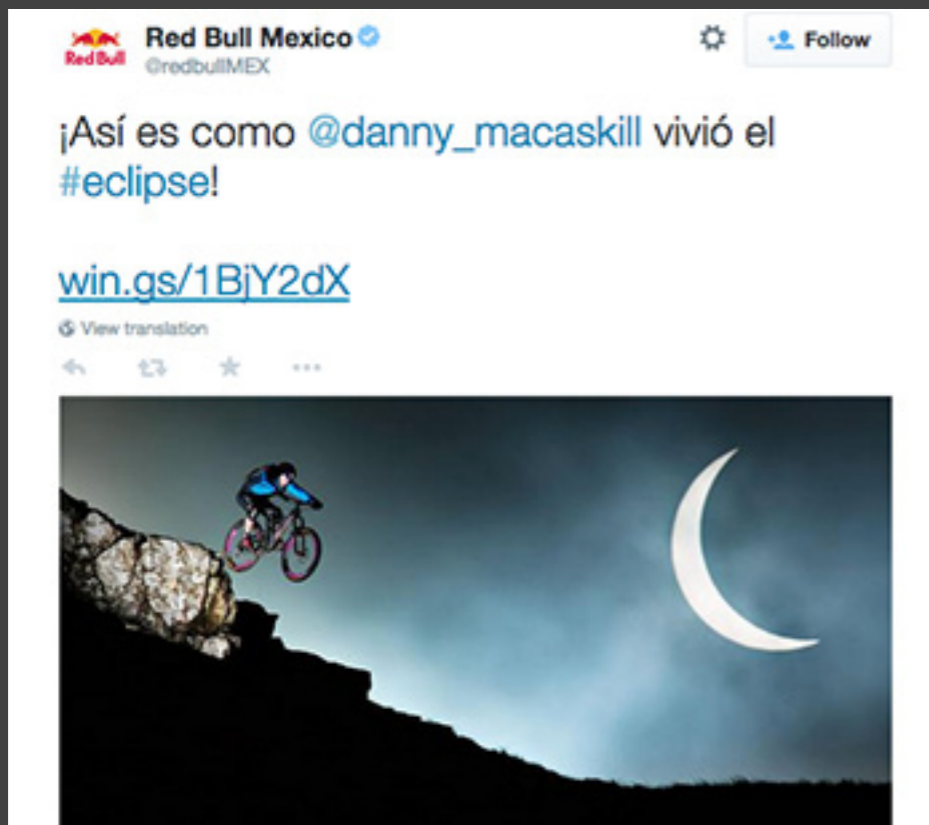 Red Bull
Red Bull Mexico
@redbullMEX
Follow
¡Así es como @danny_macaskill vivió el
#eclipse!
win.gs/1BjY2dX
View translation